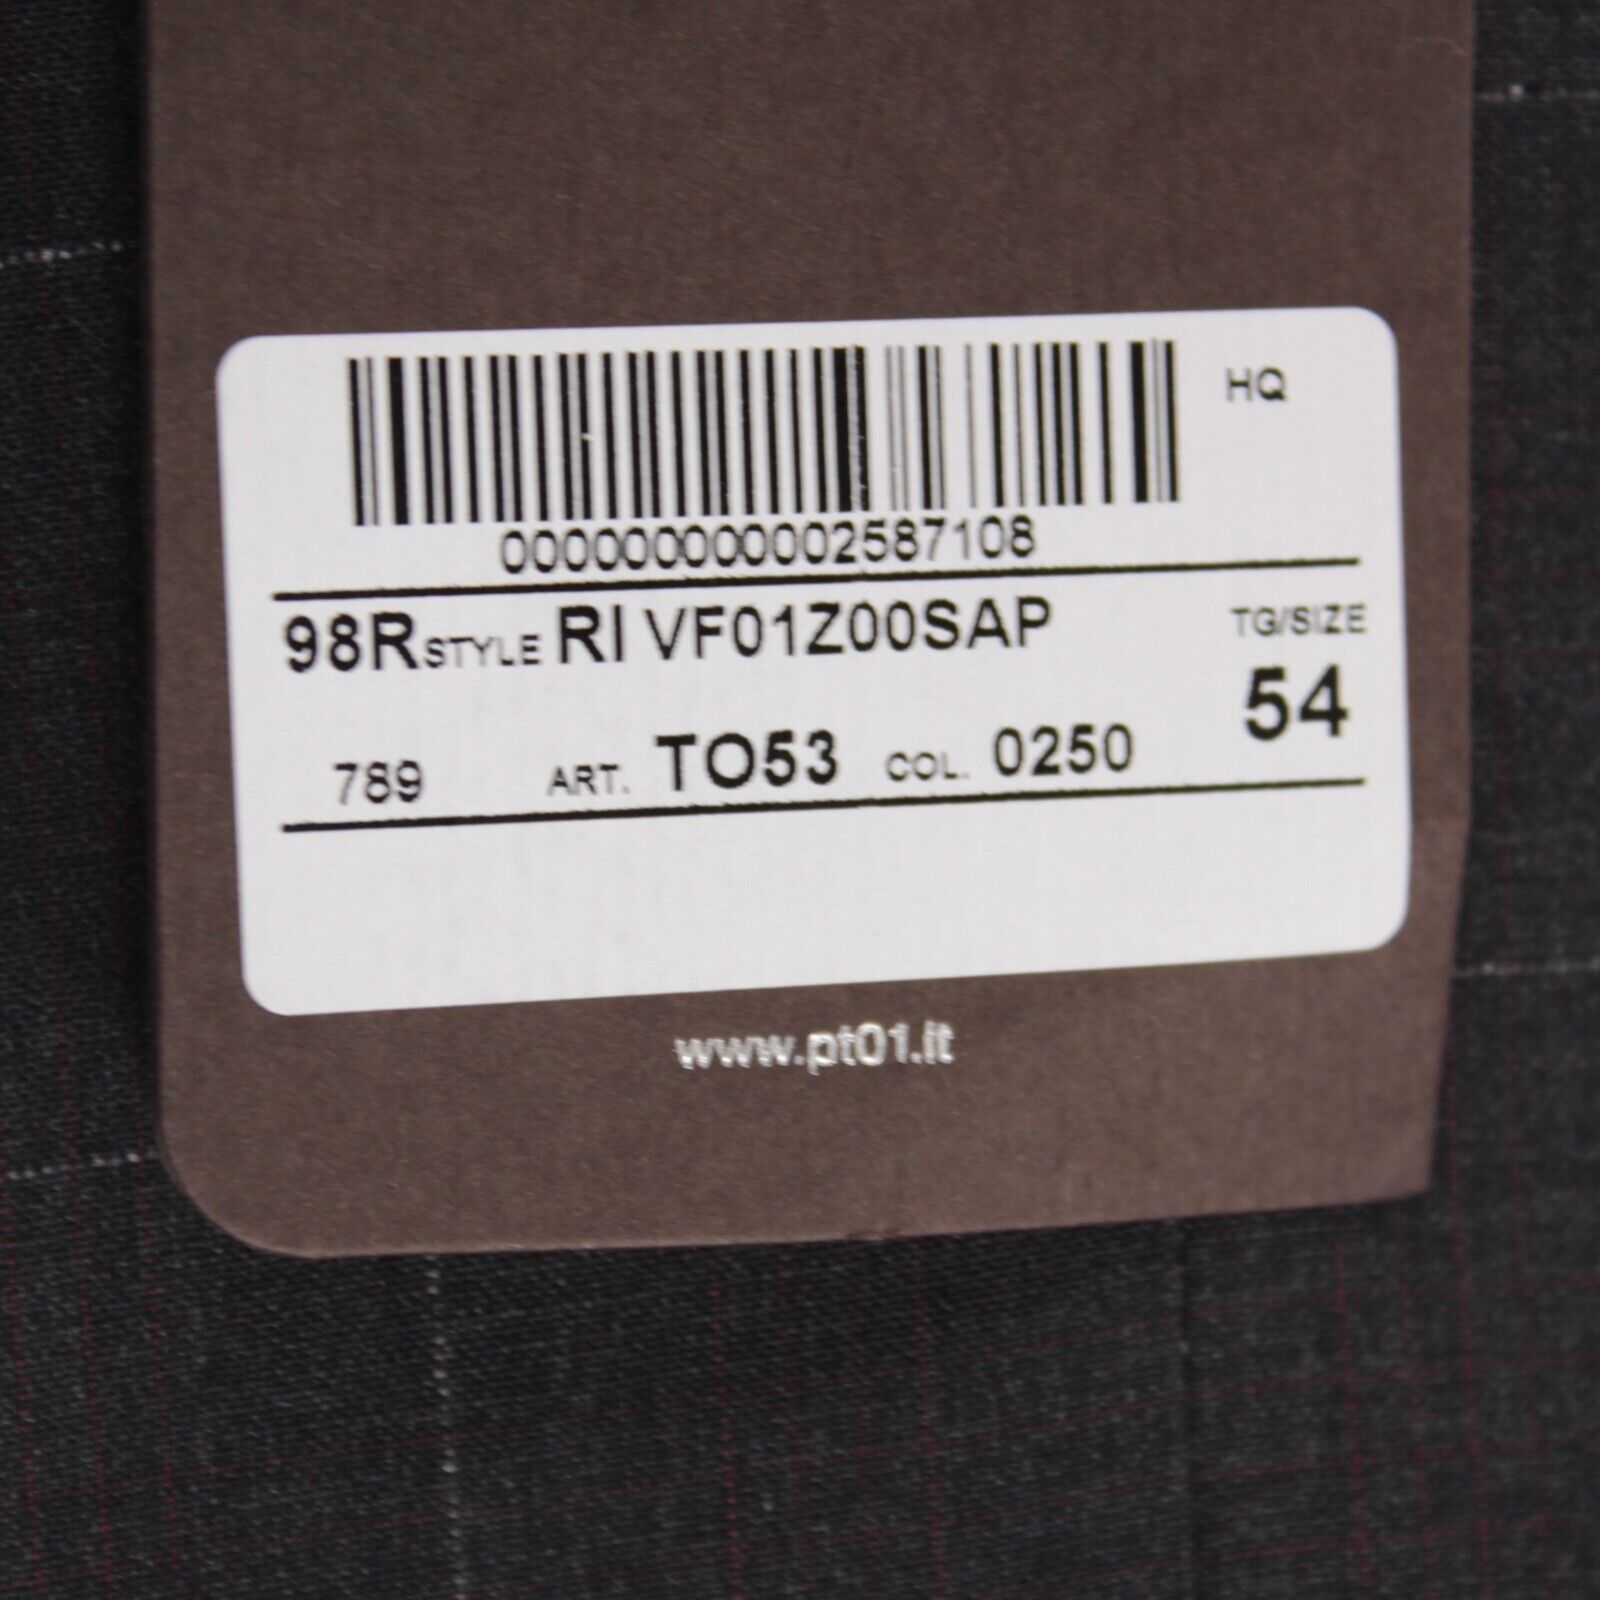 HQ
000000000002587108
98R STYLE RI VF01Z00SAP TG/SIZE
54
789 ART. TO53 COL. 0250
www.pt01.it